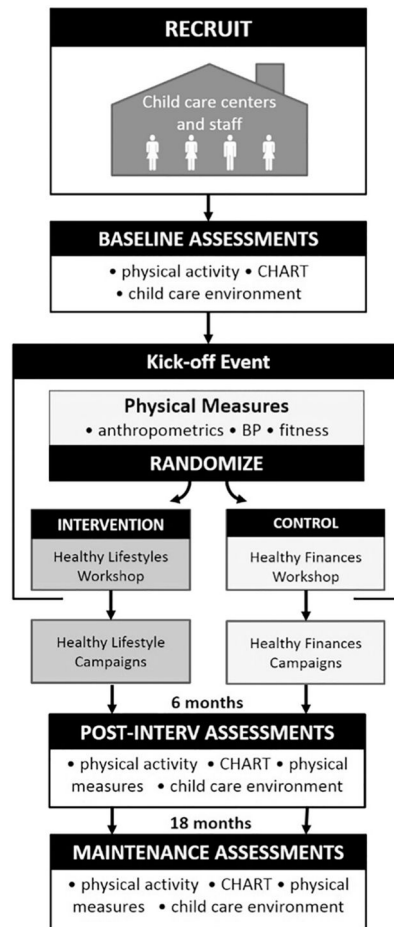 RECRUIT
Child care centers
and staff
BASELINE ASSESSMENTS
• physical activity • CHART
• child care environment
Kick-off Event
Physical Measures
• anthropometrics • BP • fitness
RANDOMIZE
INTERVENTION
Healthy Lifestyles
Workshop
CONTROL
Healthy Finances
Workshop
Healthy Lifestyle
Campaigns
Healthy Finances
Campaigns
6 months
POST-INTERV ASSESSMENTS
• physical activity • CHART • physical
measures • child care environment
18 months
MAINTENANCE ASSESSMENTS
• physical activity • CHART • physical
measures • child care environment